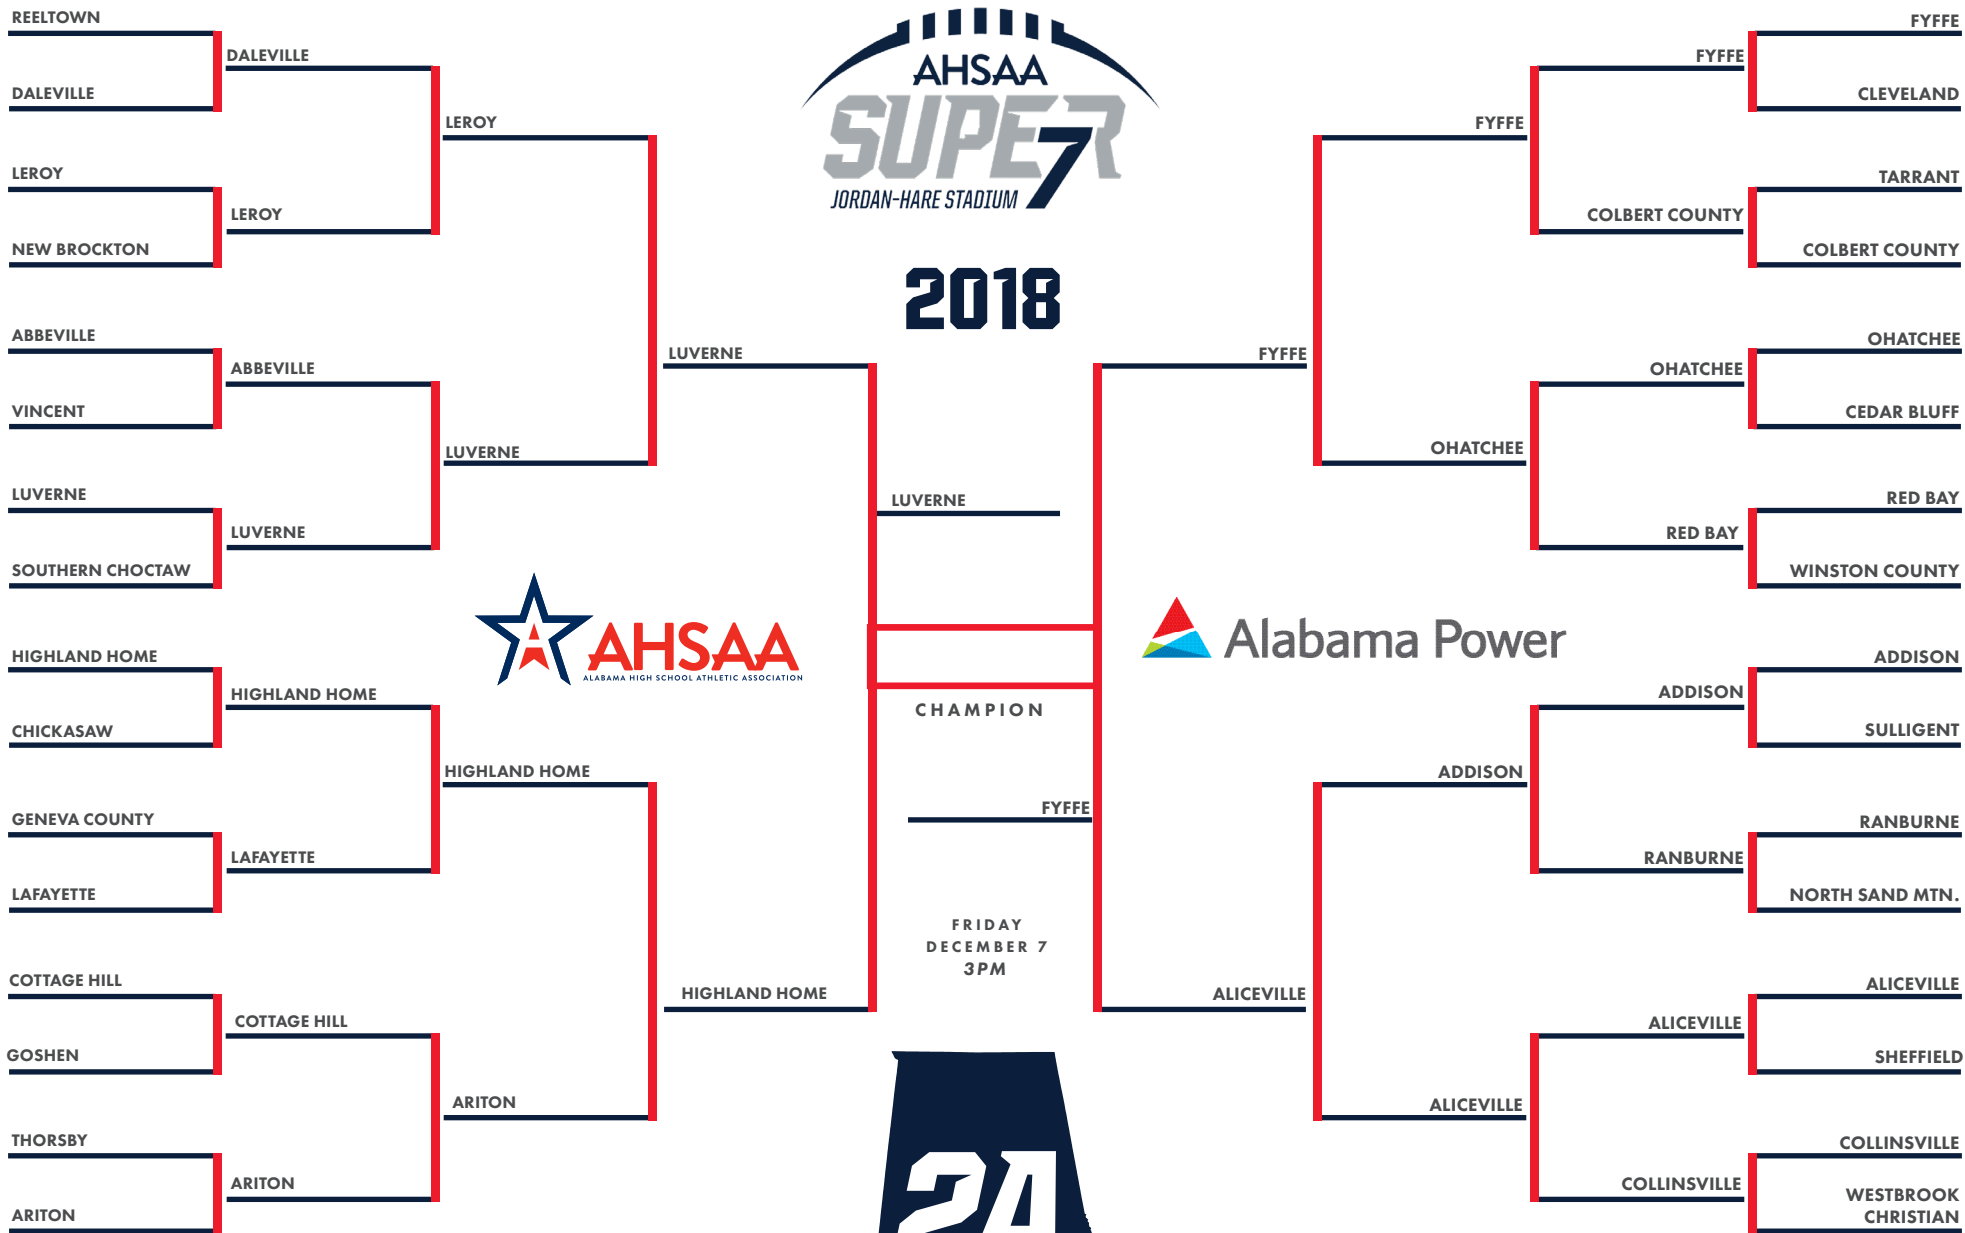 REELTOWN
DALEVILLE
LEROY
NEW BROCKTON
ABBEVILLE
VINCENT
LUVERNE
SOUTHERN CHOCTAW
HIGHLAND HOME
CHICKASAW
GENEVA COUNTY
LAFAYETTE
COTTAGE HILL
GOSHEN
THORSBY
ARITON
DALEVILLE
LEROY
ABBEVILLE
LUVERNE
HIGHLAND HOME
LAFAYETTE
COTTAGE HILL
ARITON
LEROY
LUVERNE
HIGHLAND HOME
ARITON
LUVERNE
HIGHLAND HOME
AHSAA
ALABAMA HIGH SCHOOL ATHLETIC ASSOCIATION
AHSAA
SUPER 7
JORDAN-HARE STADIUM
2018
LUVERNE
CHAMPION
FYFFE
FRIDAY
DECEMBER 7
3PM
2A
Alabama Power
FYFFE
ALICEVILLE
FYFFE
OHATCHEE
ADDISON
ALICEVILLE
FYFFE
COLBERT COUNTY
OHATCHEE
RED BAY
ADDISON
RANBURNE
ALICEVILLE
COLLINSVILLE
FYFFE
CLEVELAND
TARRANT
COLBERT COUNTY
OHATCHEE
CEDAR BLUFF
RED BAY
WINSTON COUNTY
ADDISON
SULLIGENT
RANBURNE
NORTH SAND MTN.
ALICEVILLE
SHEFFIELD
COLLINSVILLE
WESTBROOK
CHRISTIAN